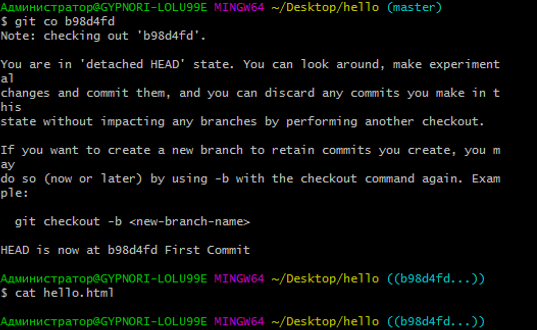 Администратор@GYPNORI-LOLU99E MINGW64 ~/Desktop/hello (master)
$ git co b98d4fd
Note: checking out 'b98d4fd'.
You are in 'detached HEAD' state. You can look around, make experiment
al
changes and commit them, and you can discard any commits you make in t
his
state without impacting any branches by performing another checkout.
If you want to create a new branch to retain commits you create, you m
ay
do so (now or later) by using -b with the checkout command again. Exam
ple:
git checkout -b <new-branch-name>
HEAD is now at b98d4fd First Commit
Администратор@GYPNORI-LOLU99E MINGW64 ~/Desktop/hello ((b98d4fd...))
$ cat hello.html
Администратор@GYPNORI-LOLU99E MINGW64 ~/Desktop/hello ((b98d4fd...))